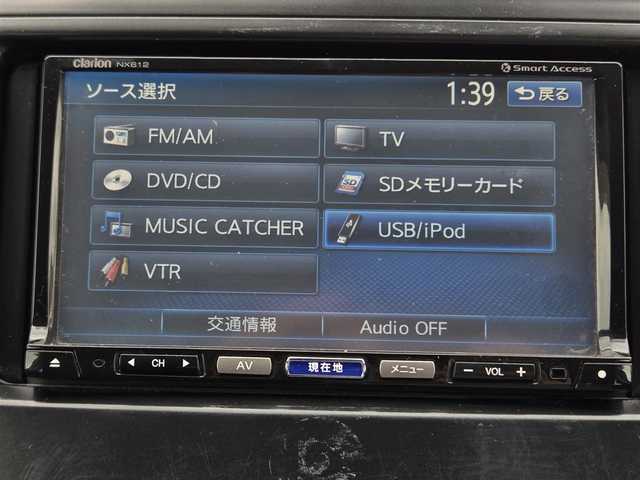 clarion NX612 Smart Access
ソース選択 1:39 戻る
FM/AM TV
DVD/CD SD SDメモリーカード
MUSIC CATCHER USB/iPod
VTR
交通情報 Audio OFF
CH AV 現在地 メニュー − VOL +